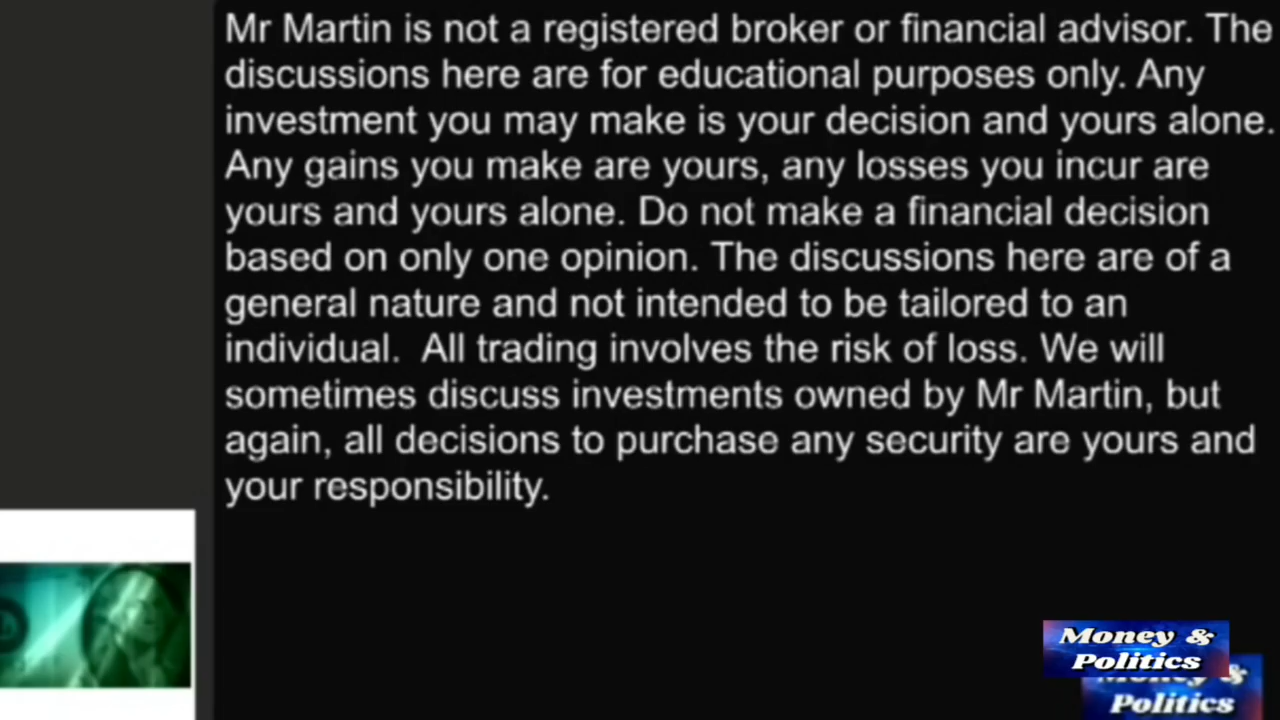 Mr Martin is not a registered broker or financial advisor. The
discussions here are for educational purposes only. Any
investment you may make is your decision and yours alone.
Any gains you make are yours, any losses you incur are
yours and yours alone. Do not make a financial decision
based on only one opinion. The discussions here are of a
general nature and not intended to be tailored to an
individual.  All trading involves the risk of loss. We will
sometimes discuss investments owned by Mr Martin, but
again, all decisions to purchase any security are yours and
your responsibility.
Money &
Politics
Money &
Politics